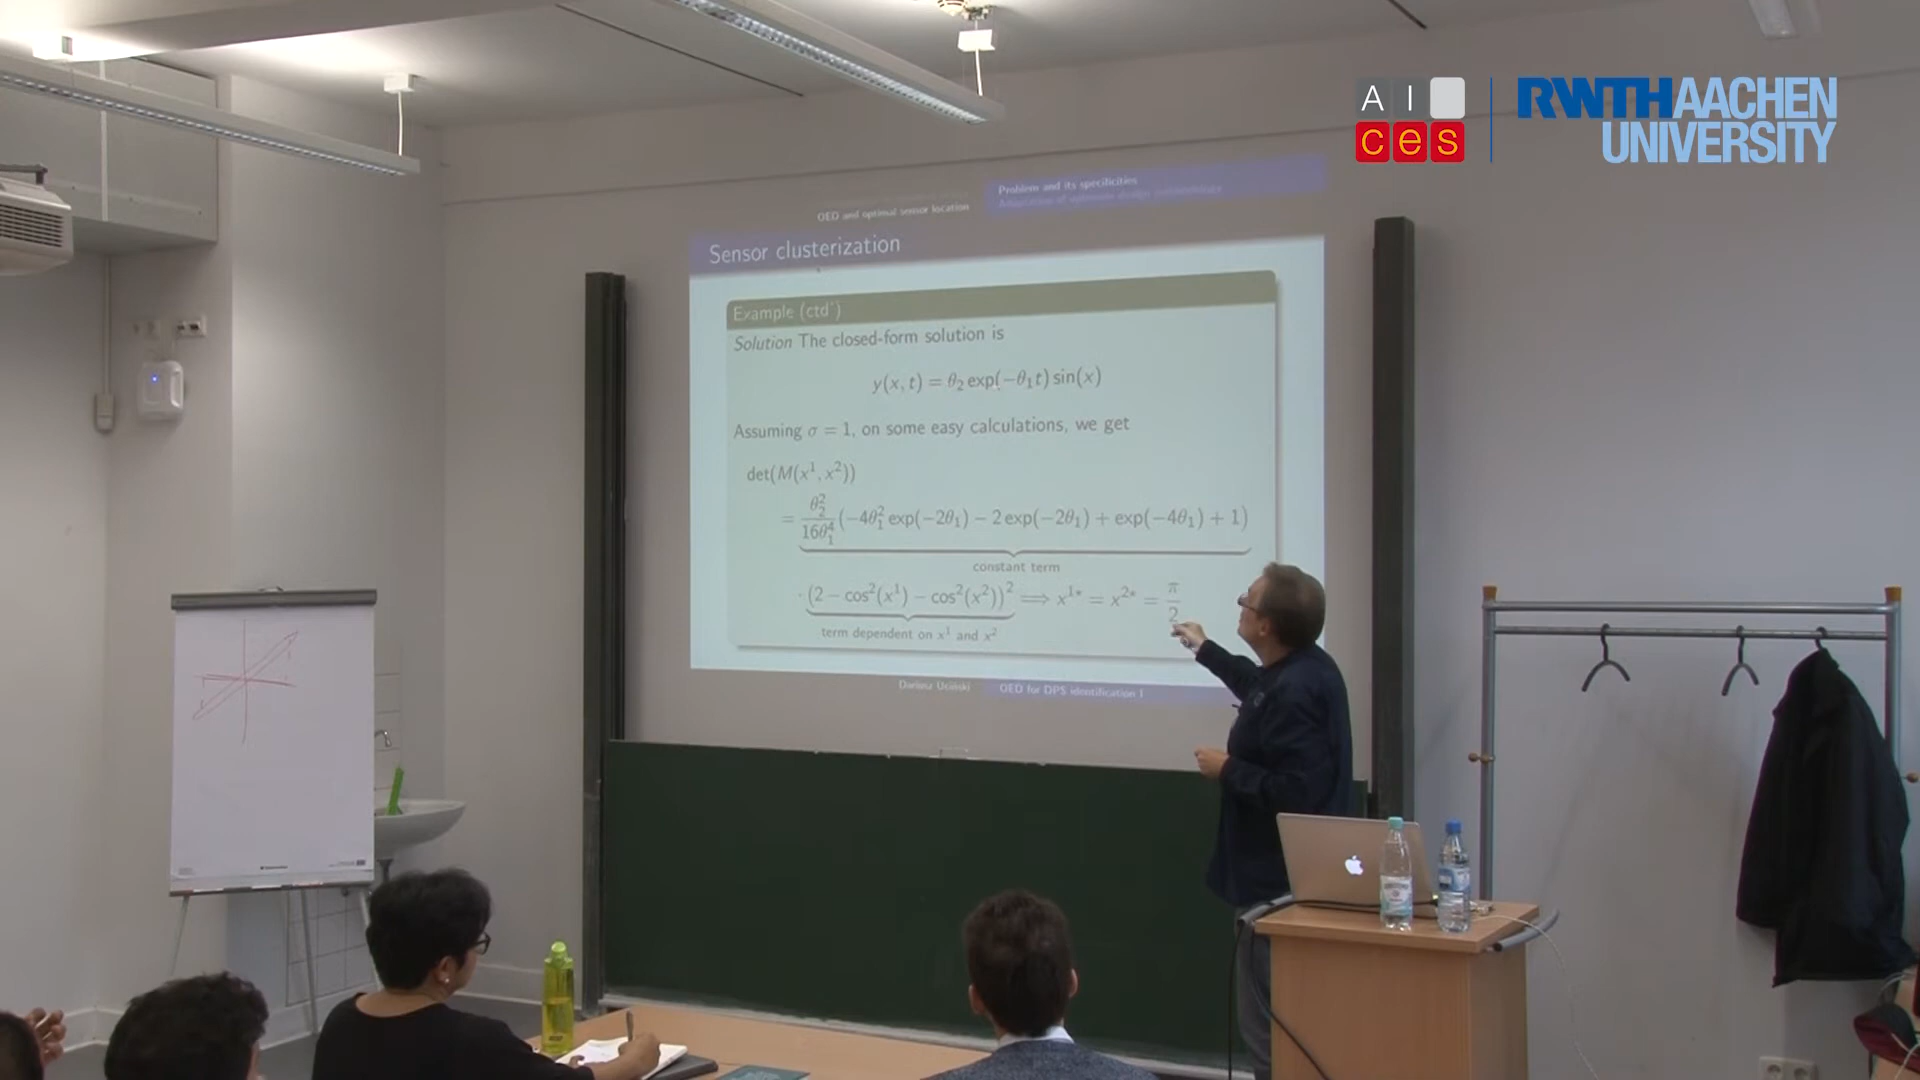 AI
ces
RWTHAACHEN
UNIVERSITY
Problem and its specificities
OED and optimal sensor location
Sensor clusterization
Example (ctd')
Solution The closed-form solution is
y(x, t) = θ₂ exp(−θ₁t) sin(x)
Assuming σ = 1, on some easy calculations, we get
det(M(x¹, x²))
= θ₂²/16θ₁⁴ (−4θ₁² exp(−2θ₁) − 2 exp(−2θ₁) + exp(−4θ₁) + 1)
constant term
· (2 − cos²(x¹) − cos²(x²))² ⟹ x¹* = x²* = π/2
term dependent on x¹ and x²
Dariusz Uciński OED for DPS identification I